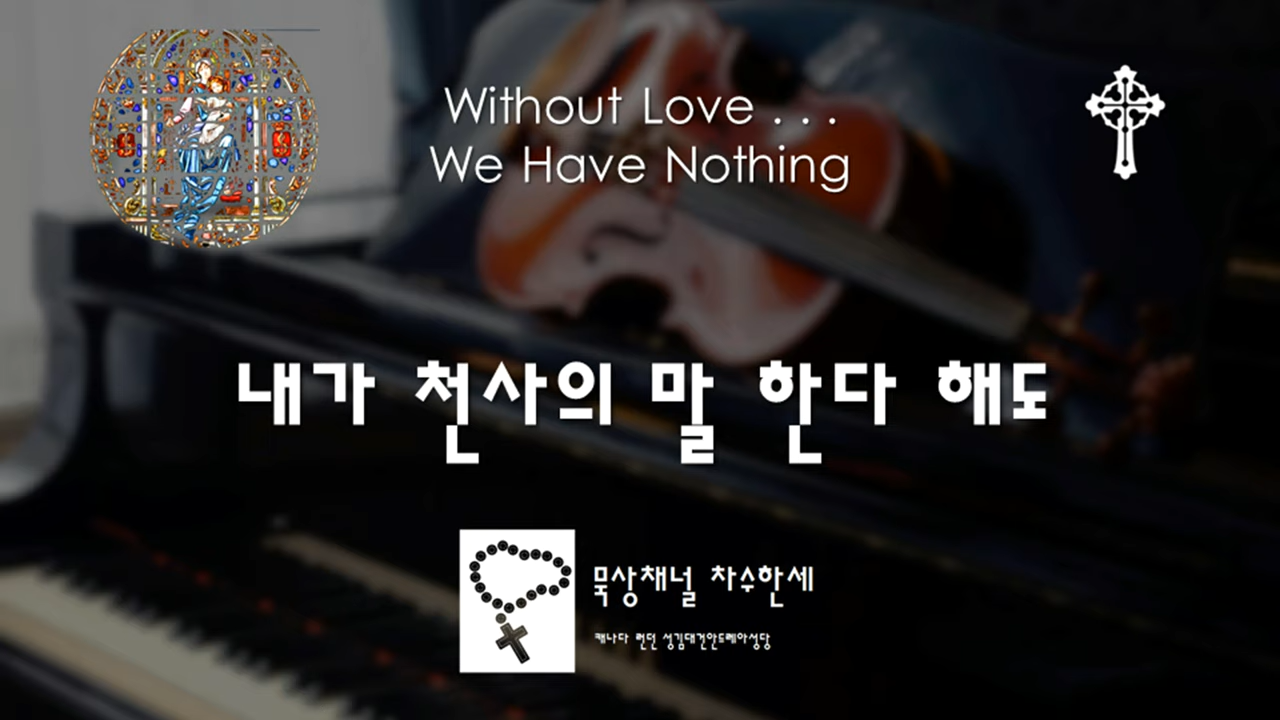 Without Love . . .
We Have Nothing
내가 천사의 말 한다 해도
묵상채널 차수한세
캐나다 런던 성김대건안드레아성당